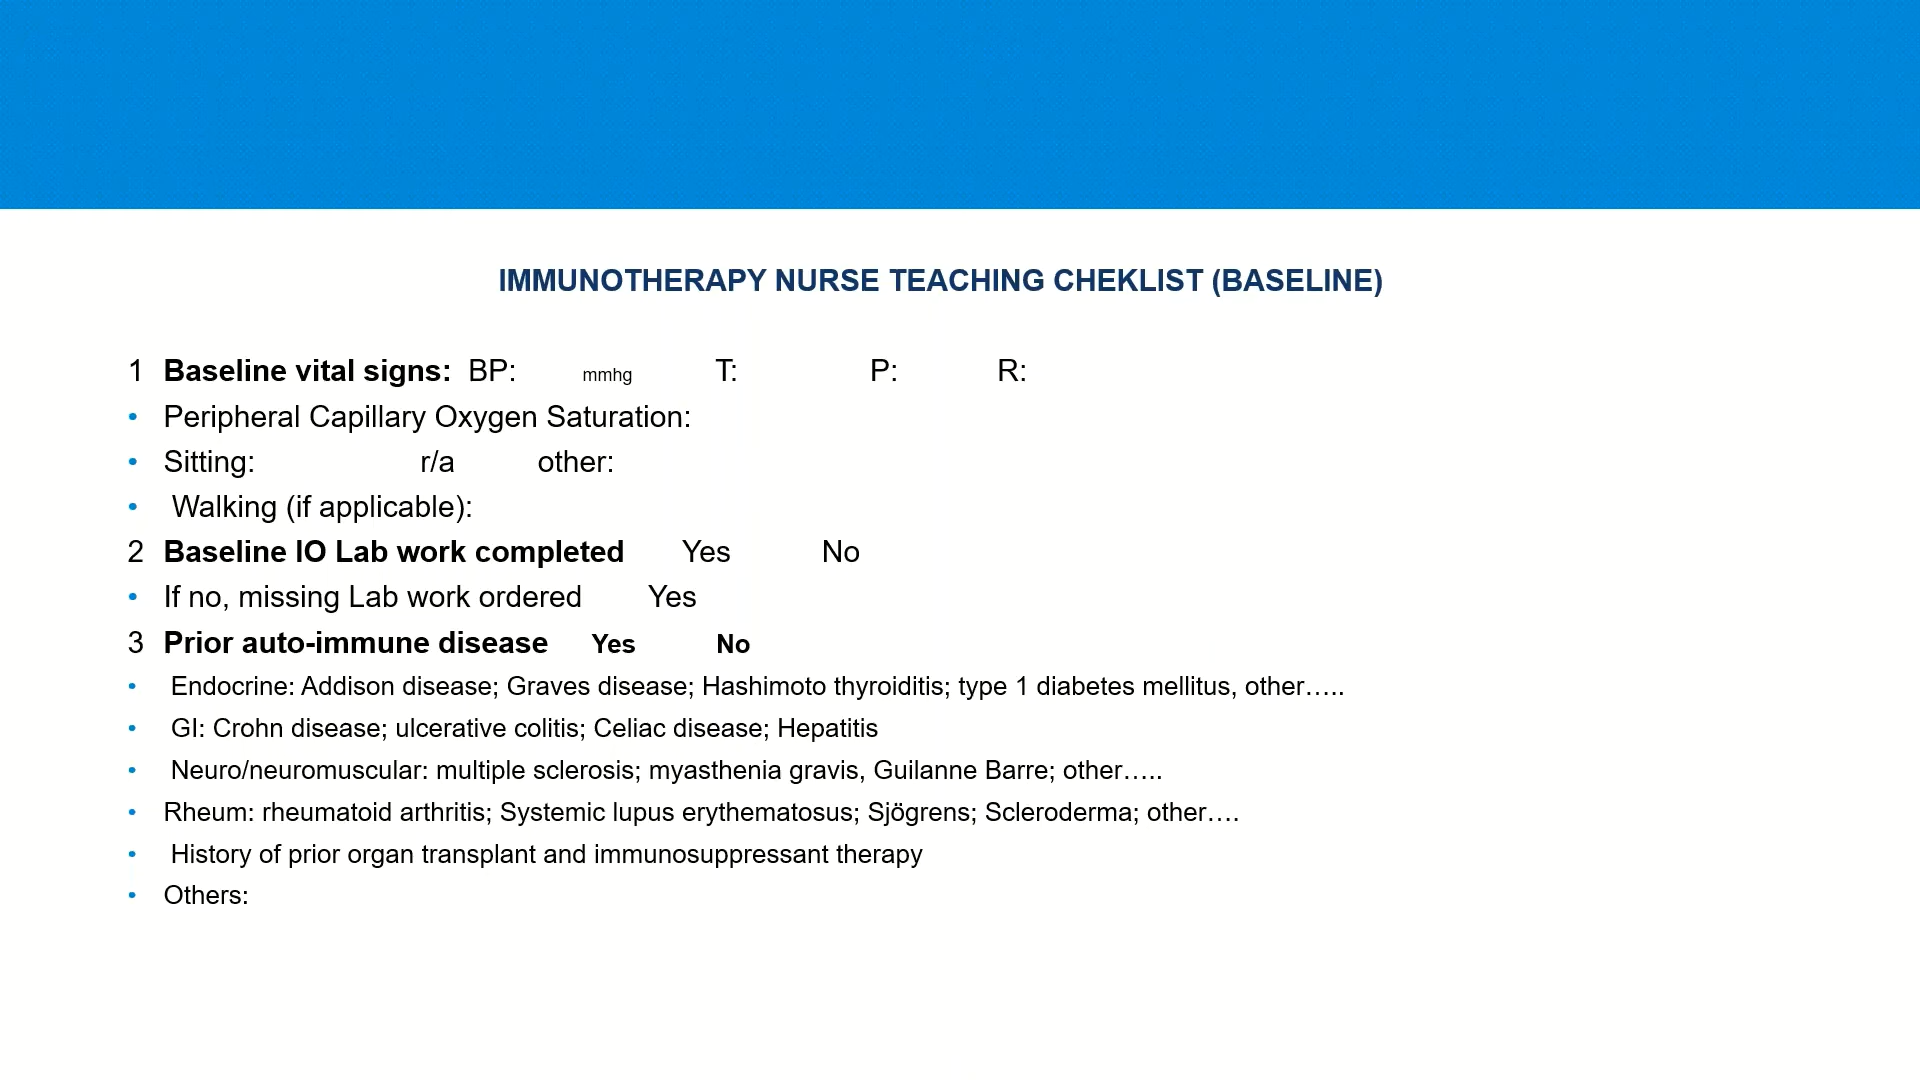 IMMUNOTHERAPY NURSE TEACHING CHEKLIST (BASELINE)
1 Baseline vital signs: BP: mmhg T: P: R:
• Peripheral Capillary Oxygen Saturation:
• Sitting: r/a other:
• Walking (if applicable):
2 Baseline IO Lab work completed Yes No
• If no, missing Lab work ordered Yes
3 Prior auto-immune disease Yes No
• Endocrine: Addison disease; Graves disease; Hashimoto thyroiditis; type 1 diabetes mellitus, other…..
• GI: Crohn disease; ulcerative colitis; Celiac disease; Hepatitis
• Neuro/neuromuscular: multiple sclerosis; myasthenia gravis, Guilanne Barre; other…..
• Rheum: rheumatoid arthritis; Systemic lupus erythematosus; Sjögrens; Scleroderma; other….
• History of prior organ transplant and immunosuppressant therapy
• Others: